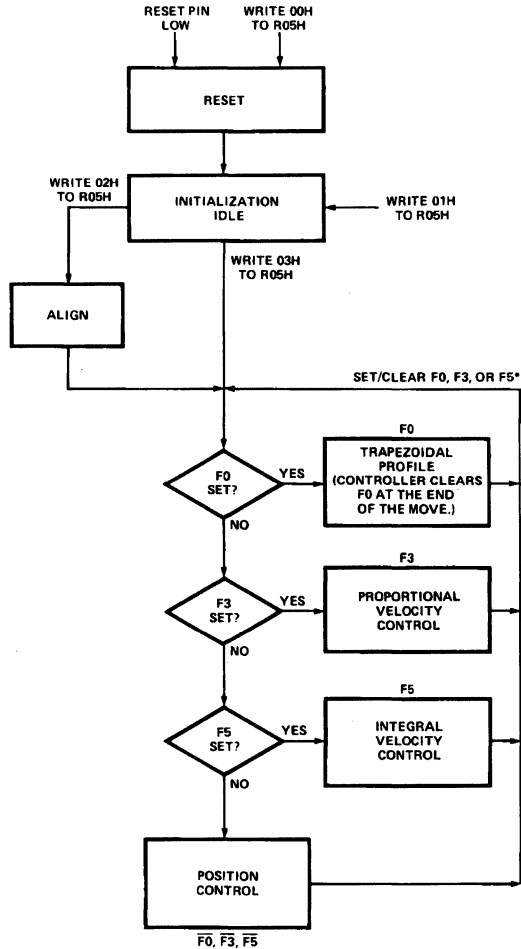 RESET PIN
LOW
WRITE 00H
TO R05H
RESET
WRITE 02H
TO R05H
INITIALIZATION
IDLE
WRITE 01H
TO R05H
WRITE 03H
TO R05H
ALIGN
SET/CLEAR F0, F3, OR F5*
F0
F0
SET?
YES
TRAPEZOIDAL
PROFILE
(CONTROLLER CLEARS
F0 AT THE END
OF THE MOVE.)
NO
F3
F3
SET?
YES
PROPORTIONAL
VELOCITY
CONTROL
NO
F5
F5
SET?
YES
INTEGRAL
VELOCITY
CONTROL
NO
POSITION
CONTROL
F̅0̅, F̅3̅, F̅5̅